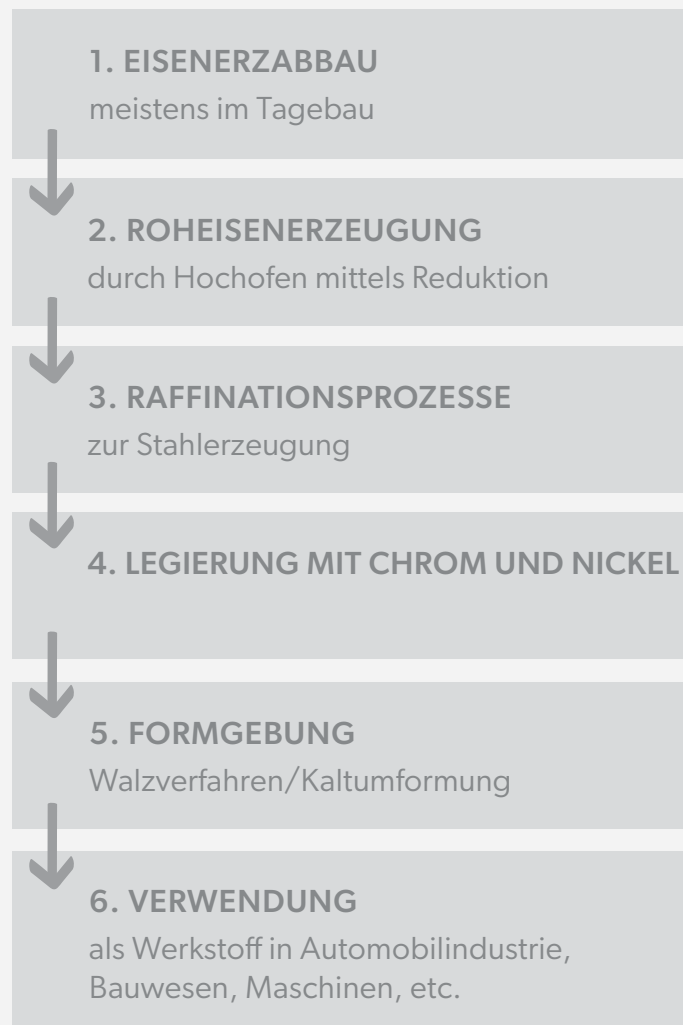 1. EISENERZABBAU
meistens im Tagebau
2. ROHEISENERZEUGUNG
durch Hochofen mittels Reduktion
3. RAFFINATIONSPROZESSE
zur Stahlerzeugung
4. LEGIERUNG MIT CHROM UND NICKEL
5. FORMGEBUNG
Walzverfahren/Kaltumformung
6. VERWENDUNG
als Werkstoff in Automobilindustrie,
Bauwesen, Maschinen, etc.